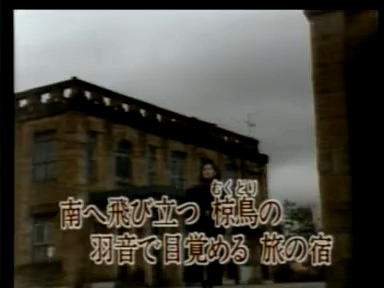 南へ飛び立つ 椋鳥の
むくどり
羽音で目覚める 旅の宿